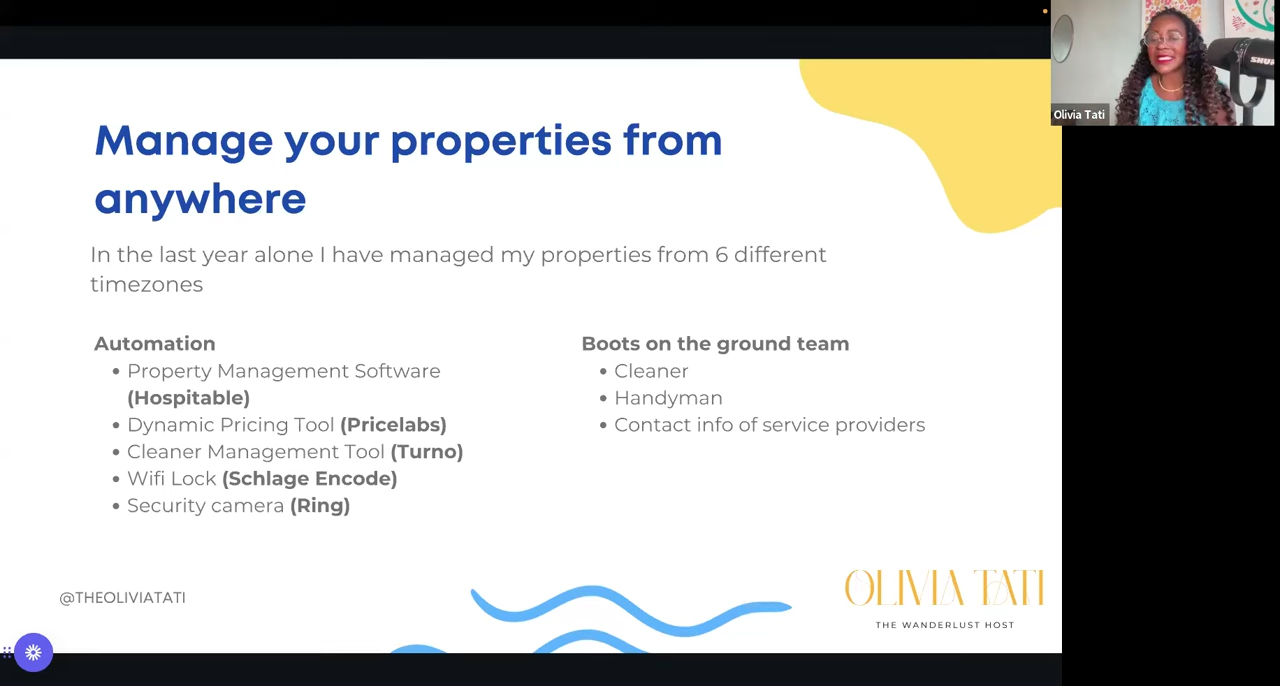 Manage your properties from
anywhere
In the last year alone I have managed my properties from 6 different
timezones
Automation
• Property Management Software
(Hospitable)
• Dynamic Pricing Tool (Pricelabs)
• Cleaner Management Tool (Turno)
• Wifi Lock (Schlage Encode)
• Security camera (Ring)
Boots on the ground team
• Cleaner
• Handyman
• Contact info of service providers
@THEOLIVIATATI
OLIVIA TATI
THE WANDERLUST HOST
Olivia Tati
SHURE